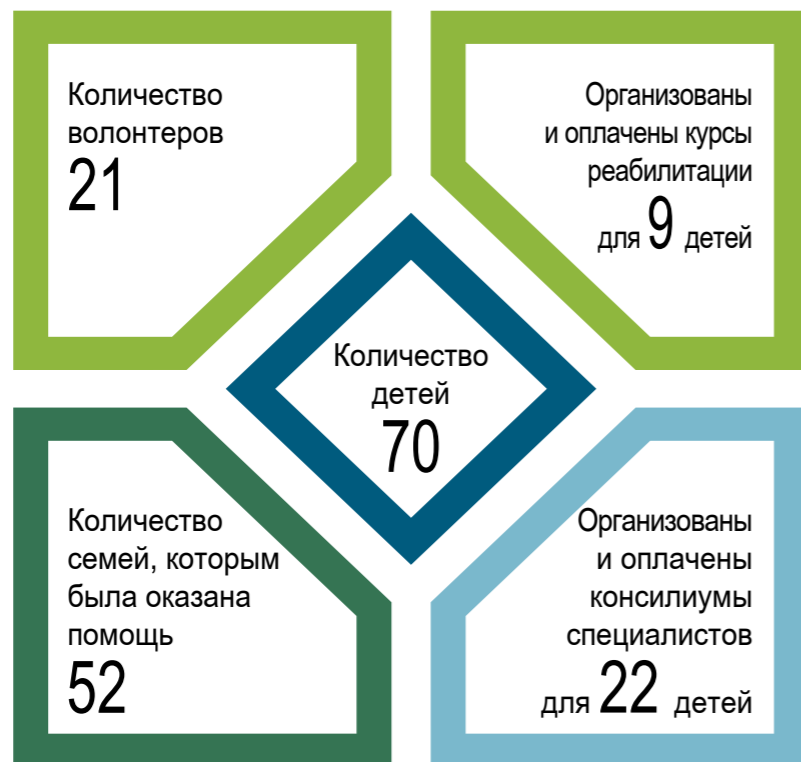 Количество
волонтеров
21
Организованы
и оплачены курсы
реабилитации
для 9 детей
Количество
детей
70
Количество
семей, которым
была оказана
помощь
52
Организованы
и оплачены
консилиумы
специалистов
для 22 детей